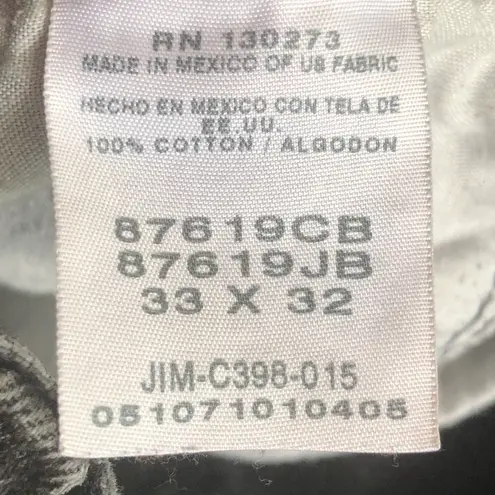 RN 130273
MADE IN MEXICO OF US FABRIC
HECHO EN MEXICO CON TELA DE
EE.UU.
100% COTTON / ALGODON
87619CB
87619JB
33 X 32
JIM-C398-015
051071010405